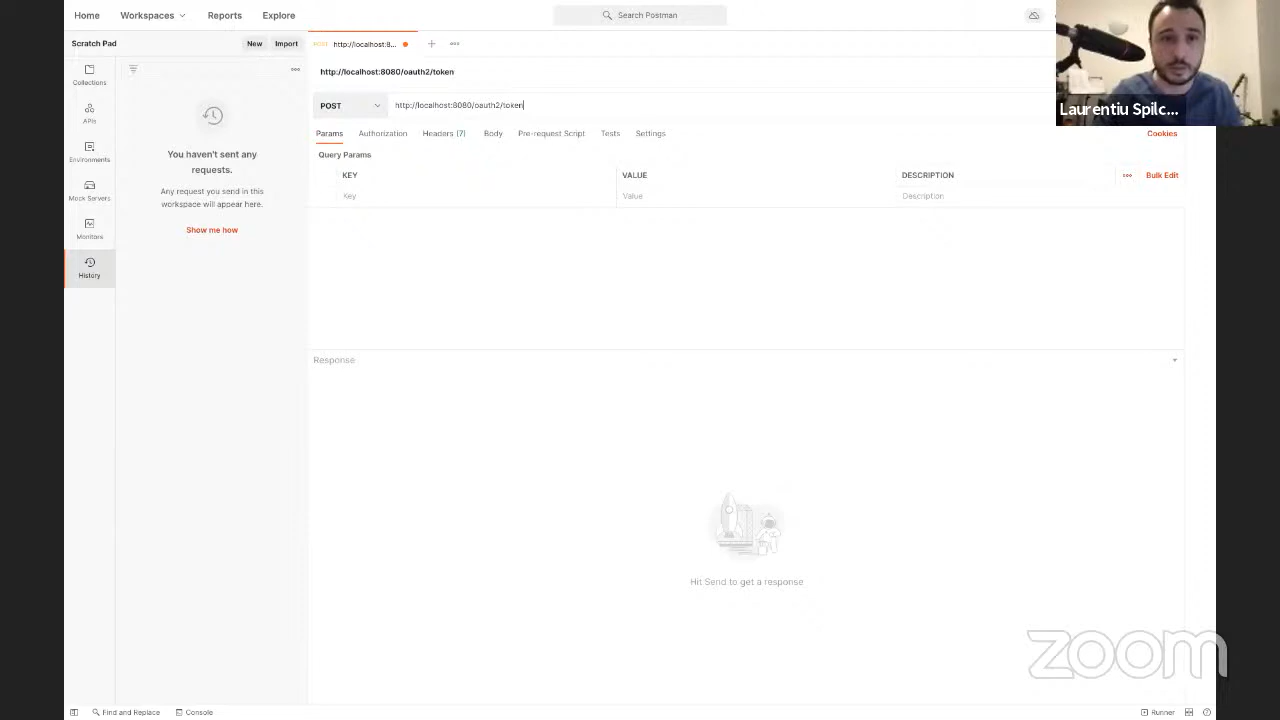 Home Workspaces Reports Explore
Search Postman
Scratch Pad New Import
POST http://localhost:8... 
http://localhost:8080/oauth2/token
Laurentiu Spilc...
POST http://localhost:8080/oauth2/token
Params Authorization Headers (7) Body Pre-request Script Tests Settings Cookies
Query Params
KEY VALUE DESCRIPTION Bulk Edit
Key Value Description
Collections
APIs
Environments
Mock Servers
Monitors
History
You haven't sent any
requests.
Any request you send in this
workspace will appear here.
Show me how
Response
Hit Send to get a response
zoom
Find and Replace Console Runner